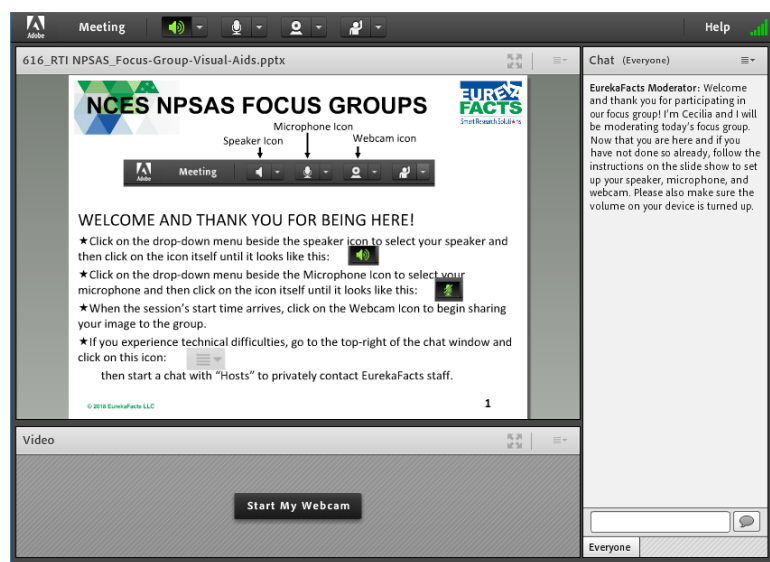 Adobe
Meeting
Help
616_RTI NPSAS_Focus-Group-Visual-Aids.pptx
NCES NPSAS FOCUS GROUPS
EUREKA
FACTS
Smart Research Solutions
Microphone Icon
Speaker Icon
Webcam icon
Adobe
Meeting
WELCOME AND THANK YOU FOR BEING HERE!
★Click on the drop-down menu beside the speaker icon to select your speaker and
then click on the icon itself until it looks like this:
★Click on the drop-down menu beside the Microphone Icon to select your
microphone and then click on the icon itself until it looks like this:
★When the session's start time arrives, click on the Webcam Icon to begin sharing
your image to the group.
★If you experience technical difficulties, go to the top-right of the chat window and
click on this icon:
then start a chat with “Hosts” to privately contact EurekaFacts staff.
© 2018 EurekaFacts LLC
1
Video
Start My Webcam
Chat (Everyone)
EurekaFacts Moderator: Welcome
and thank you for participating in
our focus group! I'm Cecilia and I will
be moderating today's focus group.
Now that you are here and if you
have not done so already, follow the
instructions on the slide show to set
up your speaker, microphone, and
webcam. Please also make sure the
volume on your device is turned up.
Everyone